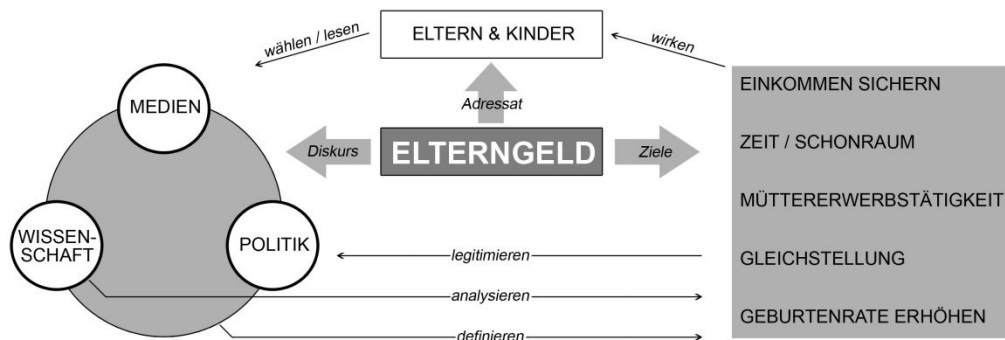 ELTERN & KINDER
wählen / lesen
wirken
MEDIEN
Adressat
EINKOMMEN SICHERN
Diskurs
ELTERNGELD
Ziele
ZEIT / SCHONRAUM
MÜTTERERWERBSTÄTIGKEIT
WISSEN-
SCHAFT
POLITIK
legitimieren
GLEICHSTELLUNG
analysieren
GEBURTENRATE ERHÖHEN
definieren